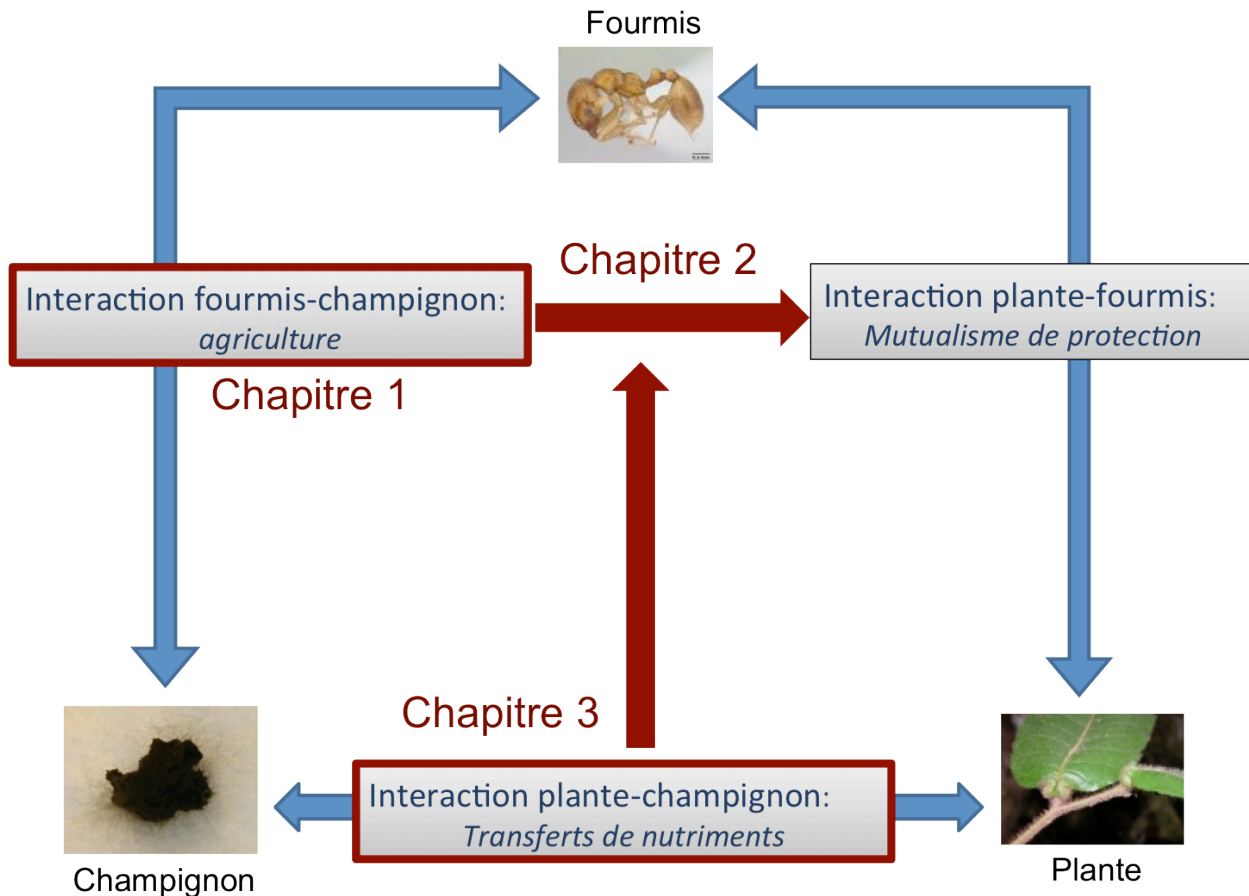 Fourmis
Chapitre 2
Interaction fourmis-champignon:
agriculture
Interaction plante-fourmis:
Mutualisme de protection
Chapitre 1
Chapitre 3
Interaction plante-champignon:
Transferts de nutriments
Champignon
Plante